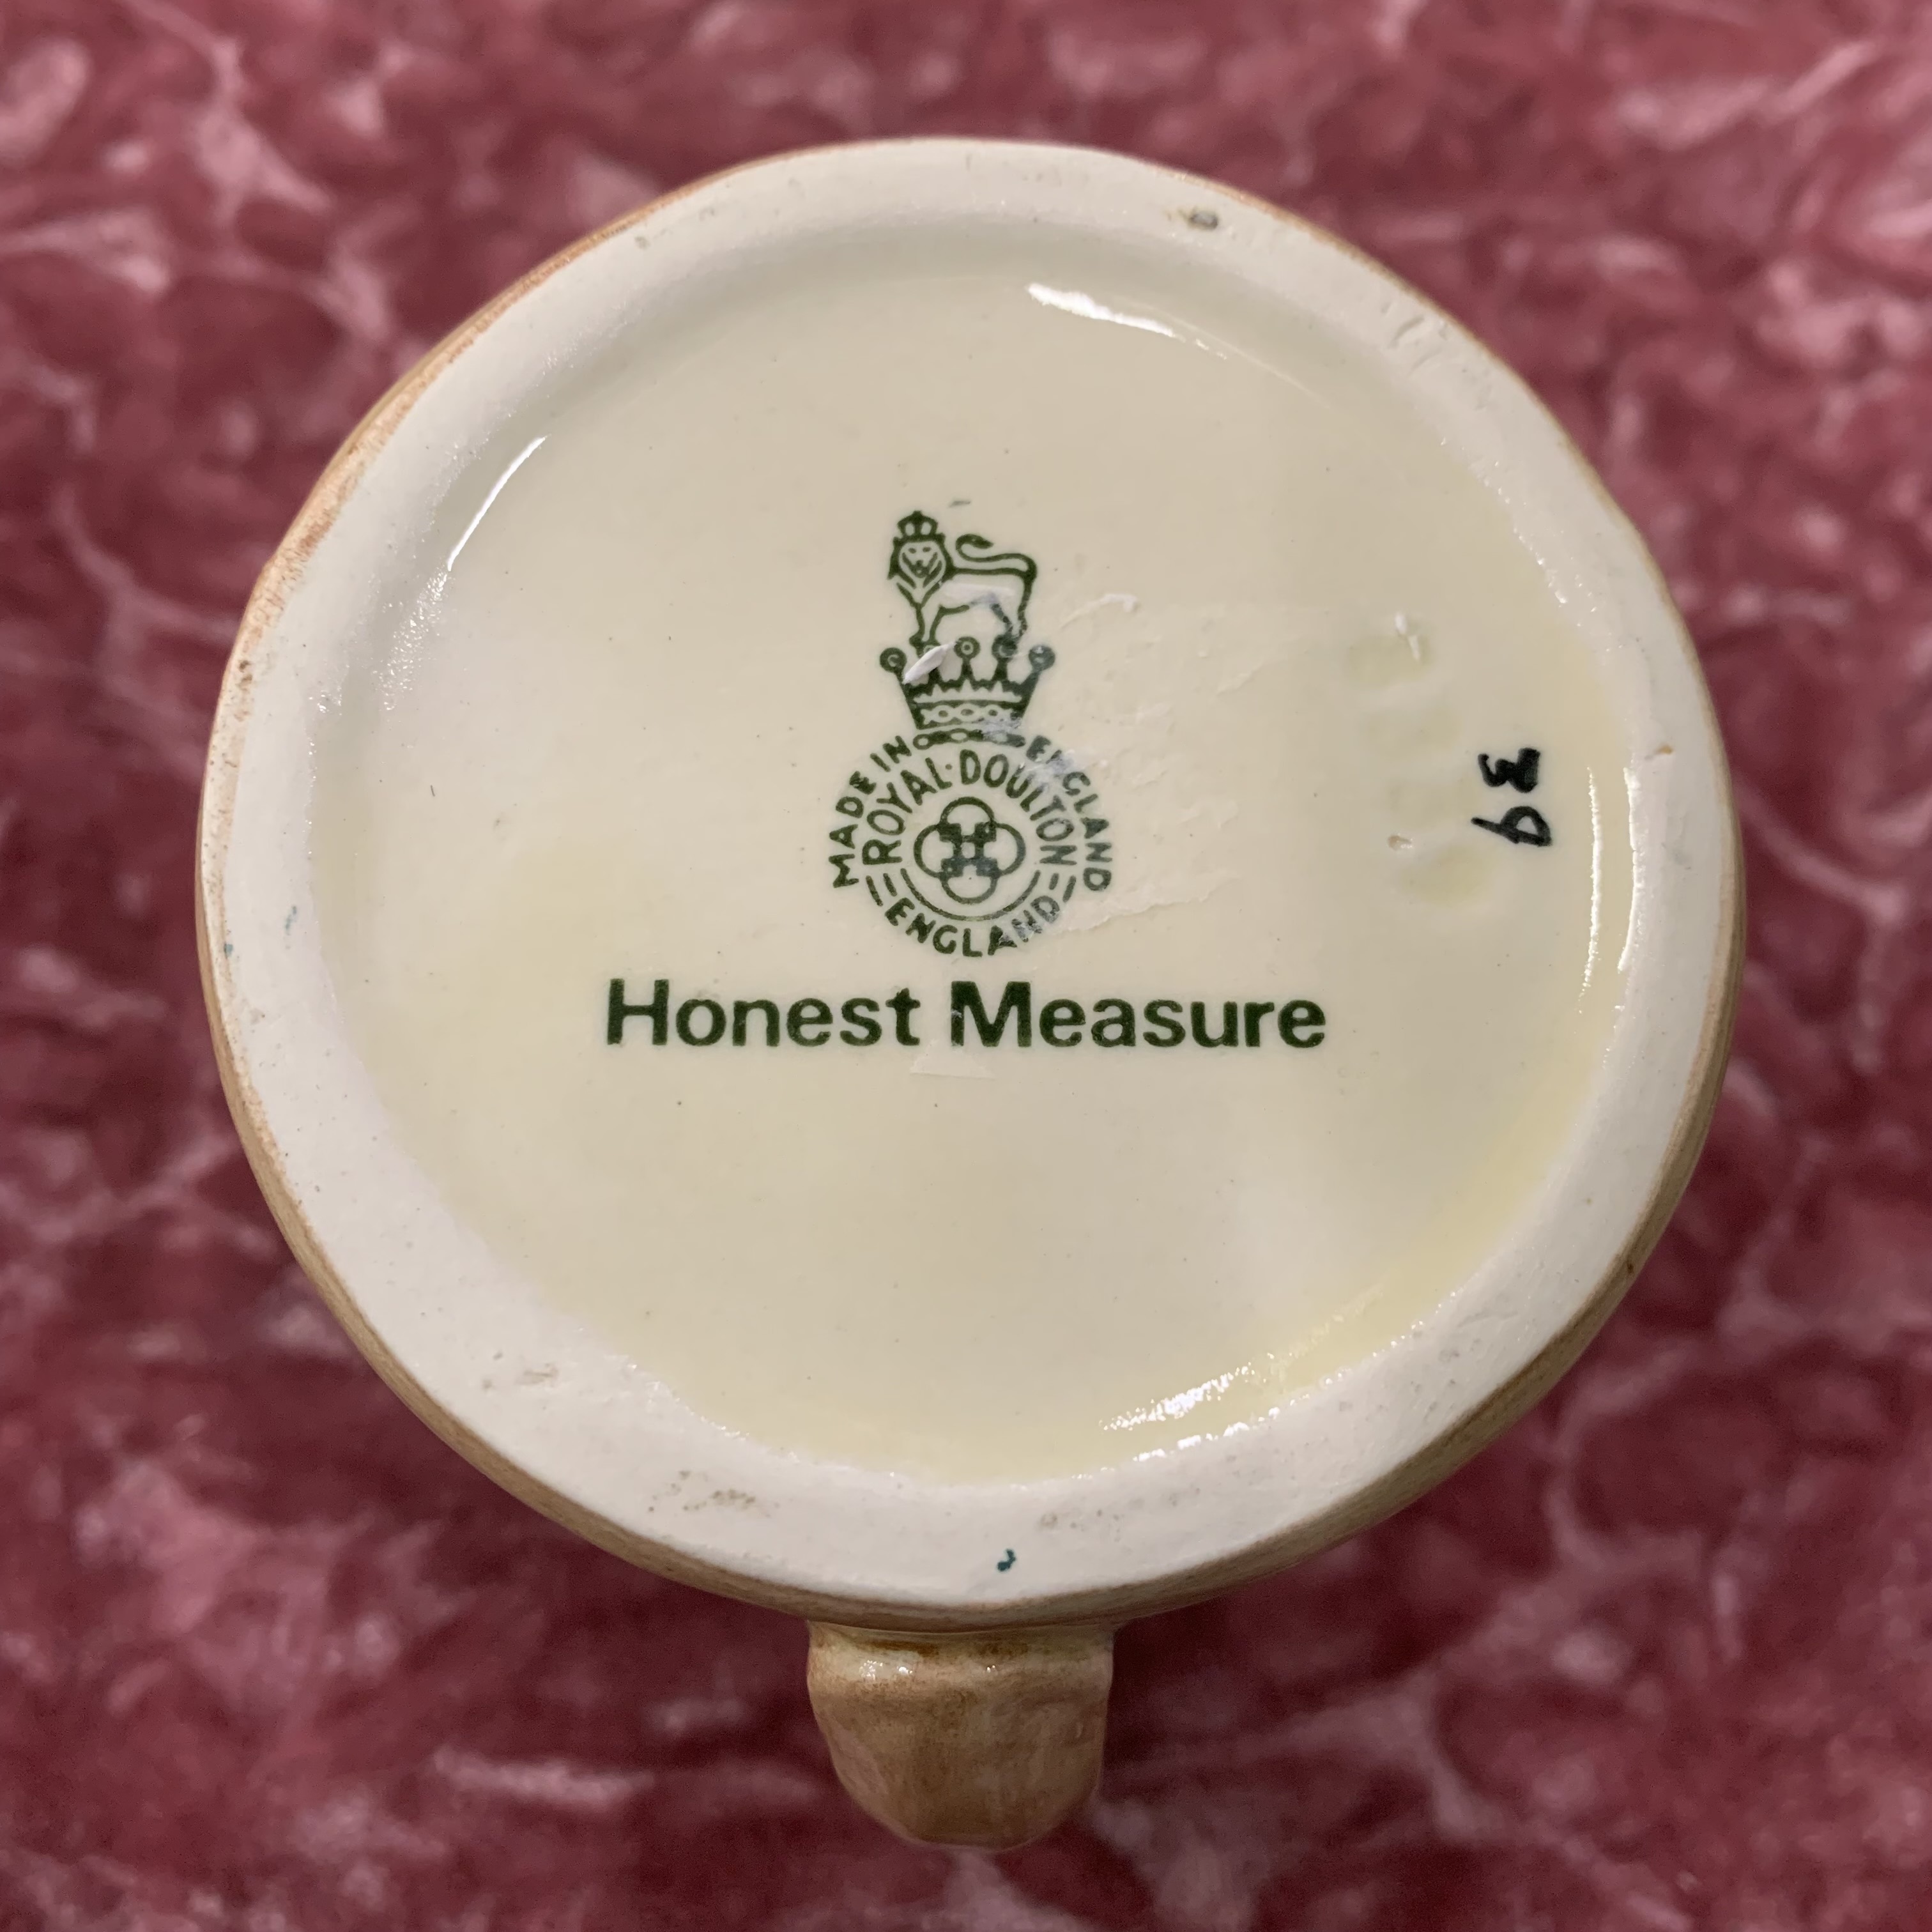 MADE IN ENGLAND
ROYAL·DOULTON
ENGLAND
Honest Measure
39